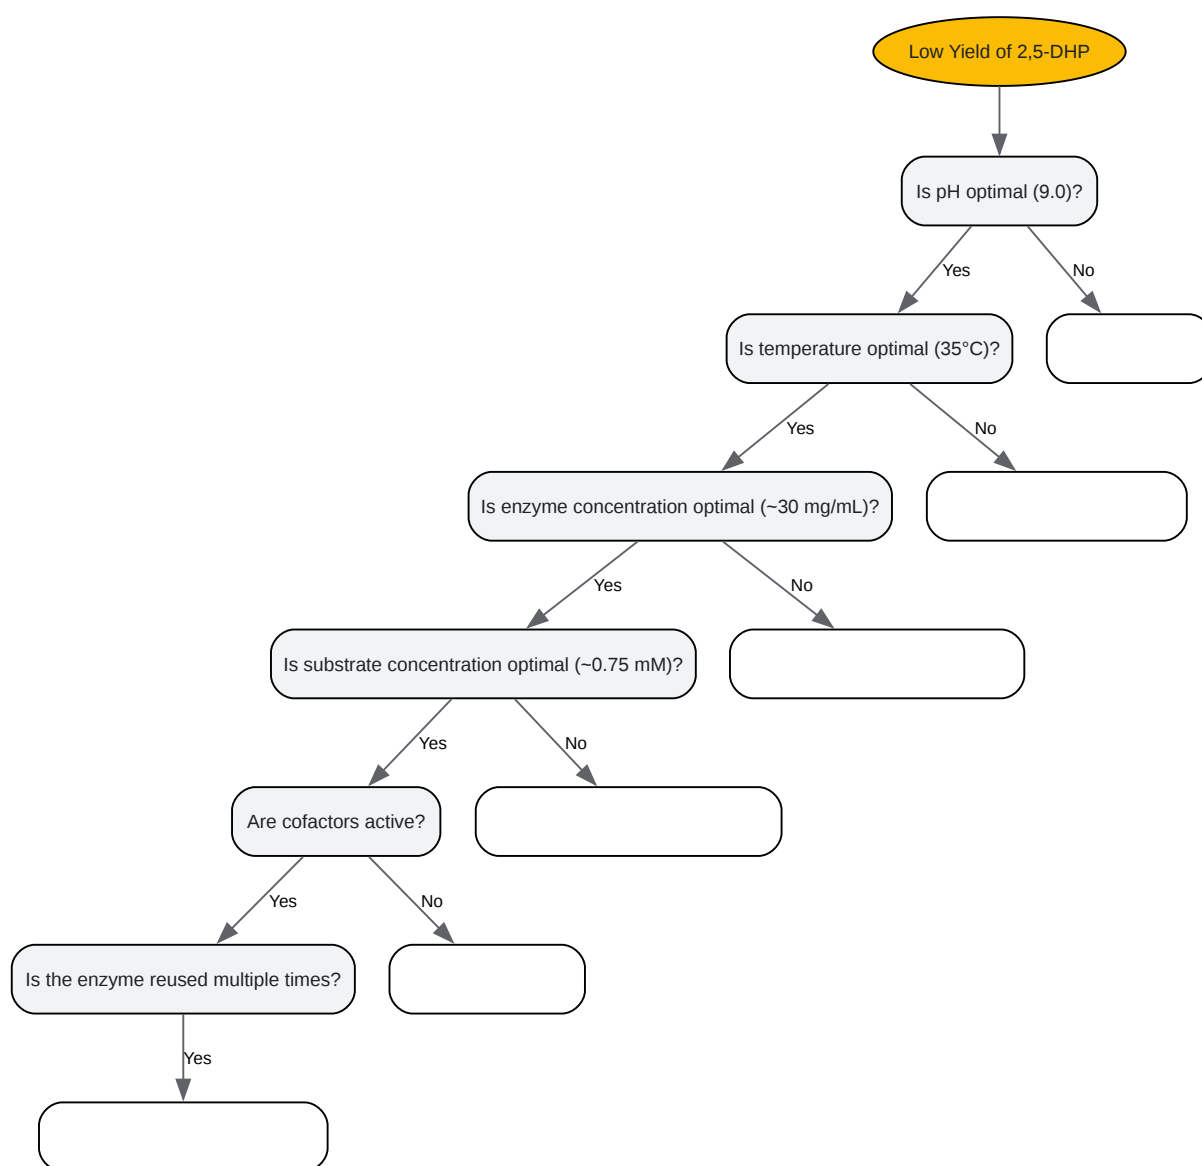 Low Yield of 2,5-DHP
Is pH optimal (9.0)?
Yes
No
Is temperature optimal (35°C)?
Yes
No
Is enzyme concentration optimal (~30 mg/mL)?
Yes
No
Is substrate concentration optimal (~0.75 mM)?
Yes
No
Are cofactors active?
Yes
No
Is the enzyme reused multiple times?
Yes